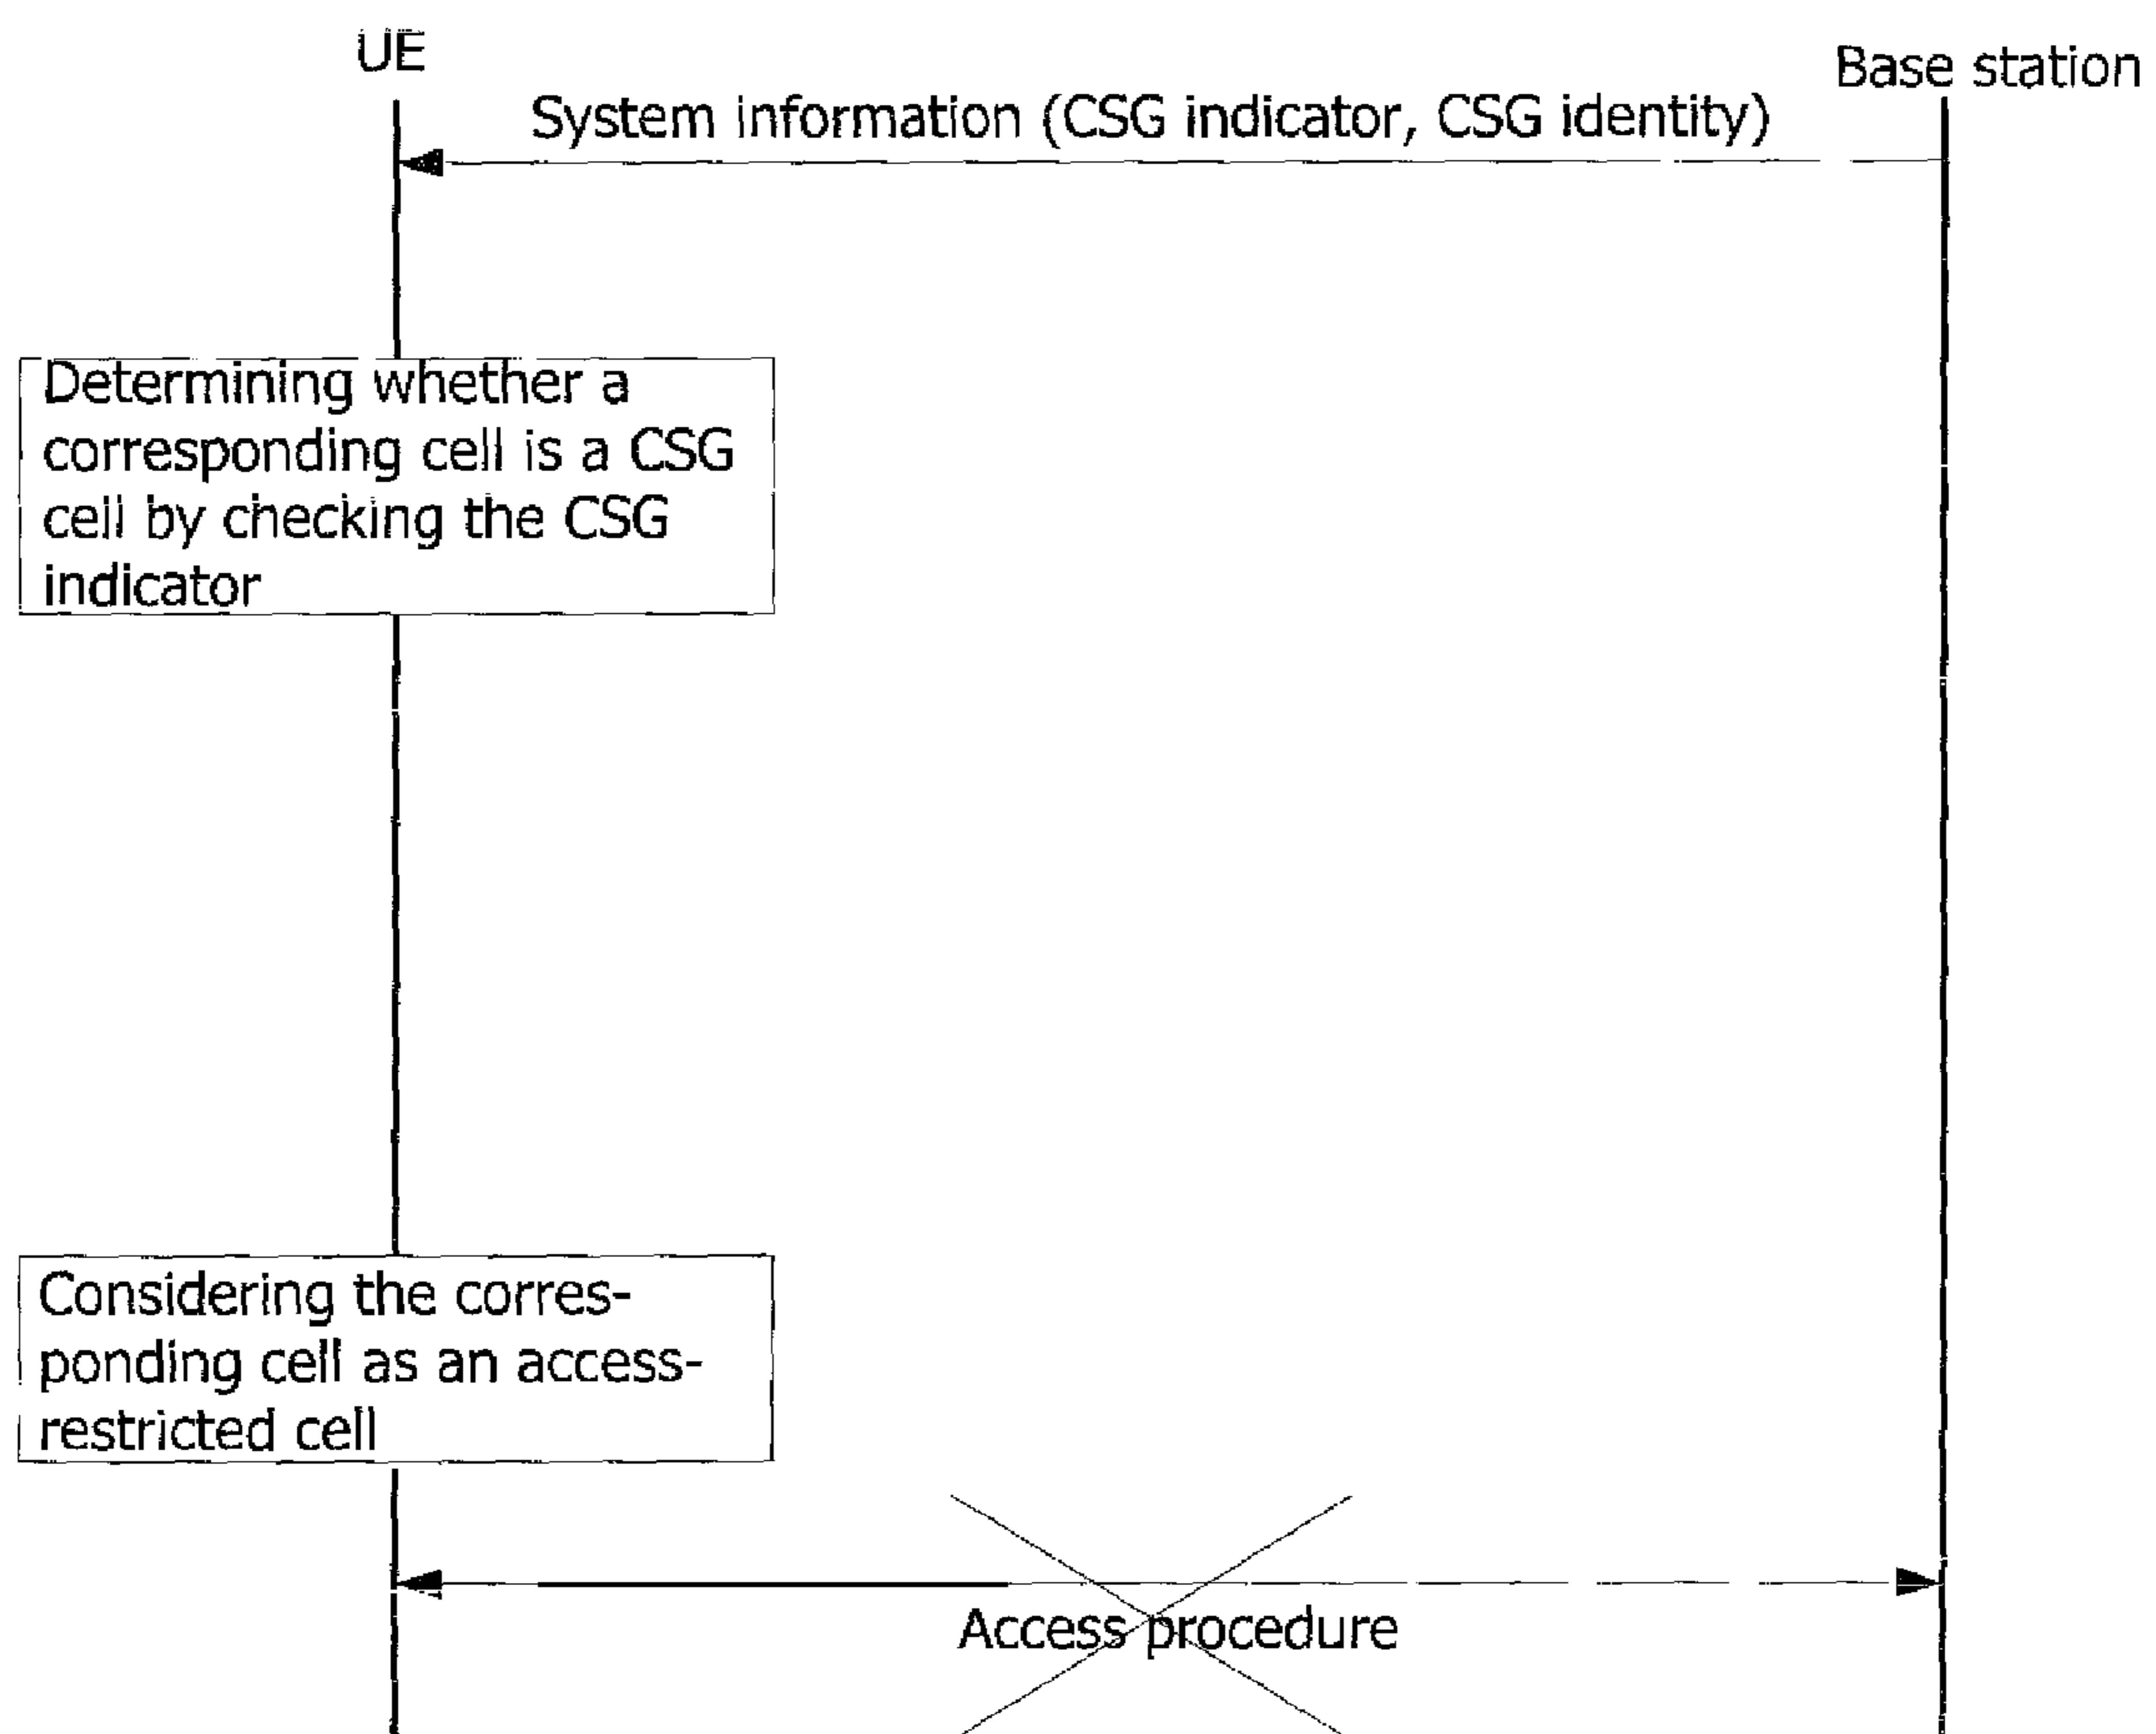 UE
Base station
System information (CSG indicator, CSG identity)
Determining whether a
corresponding cell is a CSG
cell by checking the CSG
indicator
Considering the corres-
ponding cell as an access-
restricted cell
Access procedure